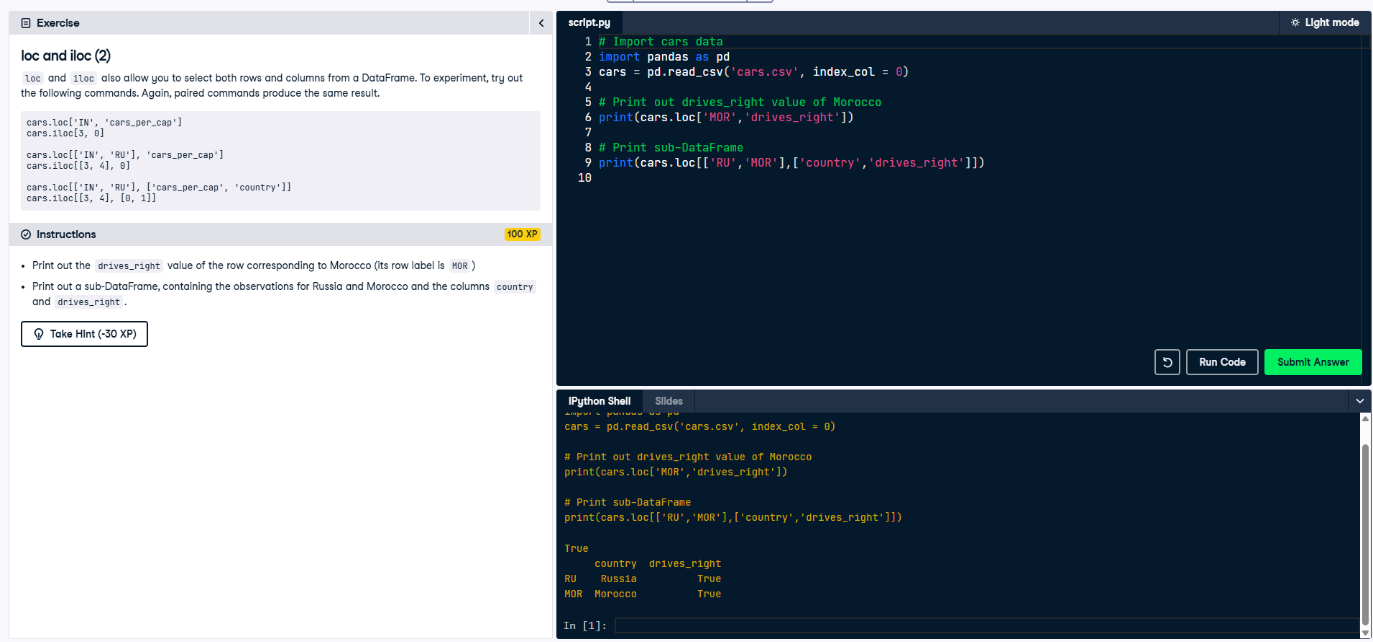 Exercise
loc and iloc (2)
loc and iloc also allow you to select both rows and columns from a DataFrame. To experiment, try out
the following commands. Again, paired commands produce the same result.
cars.loc['IN', 'cars_per_cap']
cars.iloc[3, 0]
cars.loc[['IN', 'RU'], 'cars_per_cap']
cars.iloc[[3, 4], 0]
cars.loc[['IN', 'RU'], ['cars_per_cap', 'country']]
cars.iloc[[3, 4], [0, 1]]
Instructions
100 XP
• Print out the drives_right value of the row corresponding to Morocco (its row label is MOR )
• Print out a sub-DataFrame, containing the observations for Russia and Morocco and the columns country
and drives_right .
Take Hint (-30 XP)
script.py
Light mode
1 # Import cars data
2 import pandas as pd
3 cars = pd.read_csv('cars.csv', index_col = 0)
4
5 # Print out drives_right value of Morocco
6 print(cars.loc['MOR','drives_right'])
7
8 # Print sub-DataFrame
9 print(cars.loc[['RU','MOR'],['country','drives_right']])
10
Run Code
Submit Answer
IPython Shell
Slides
import pandas as pd
cars = pd.read_csv('cars.csv', index_col = 0)
# Print out drives_right value of Morocco
print(cars.loc['MOR','drives_right'])
# Print sub-DataFrame
print(cars.loc[['RU','MOR'],['country','drives_right']])
True
country drives_right
RU Russia True
MOR Morocco True
In [1]: